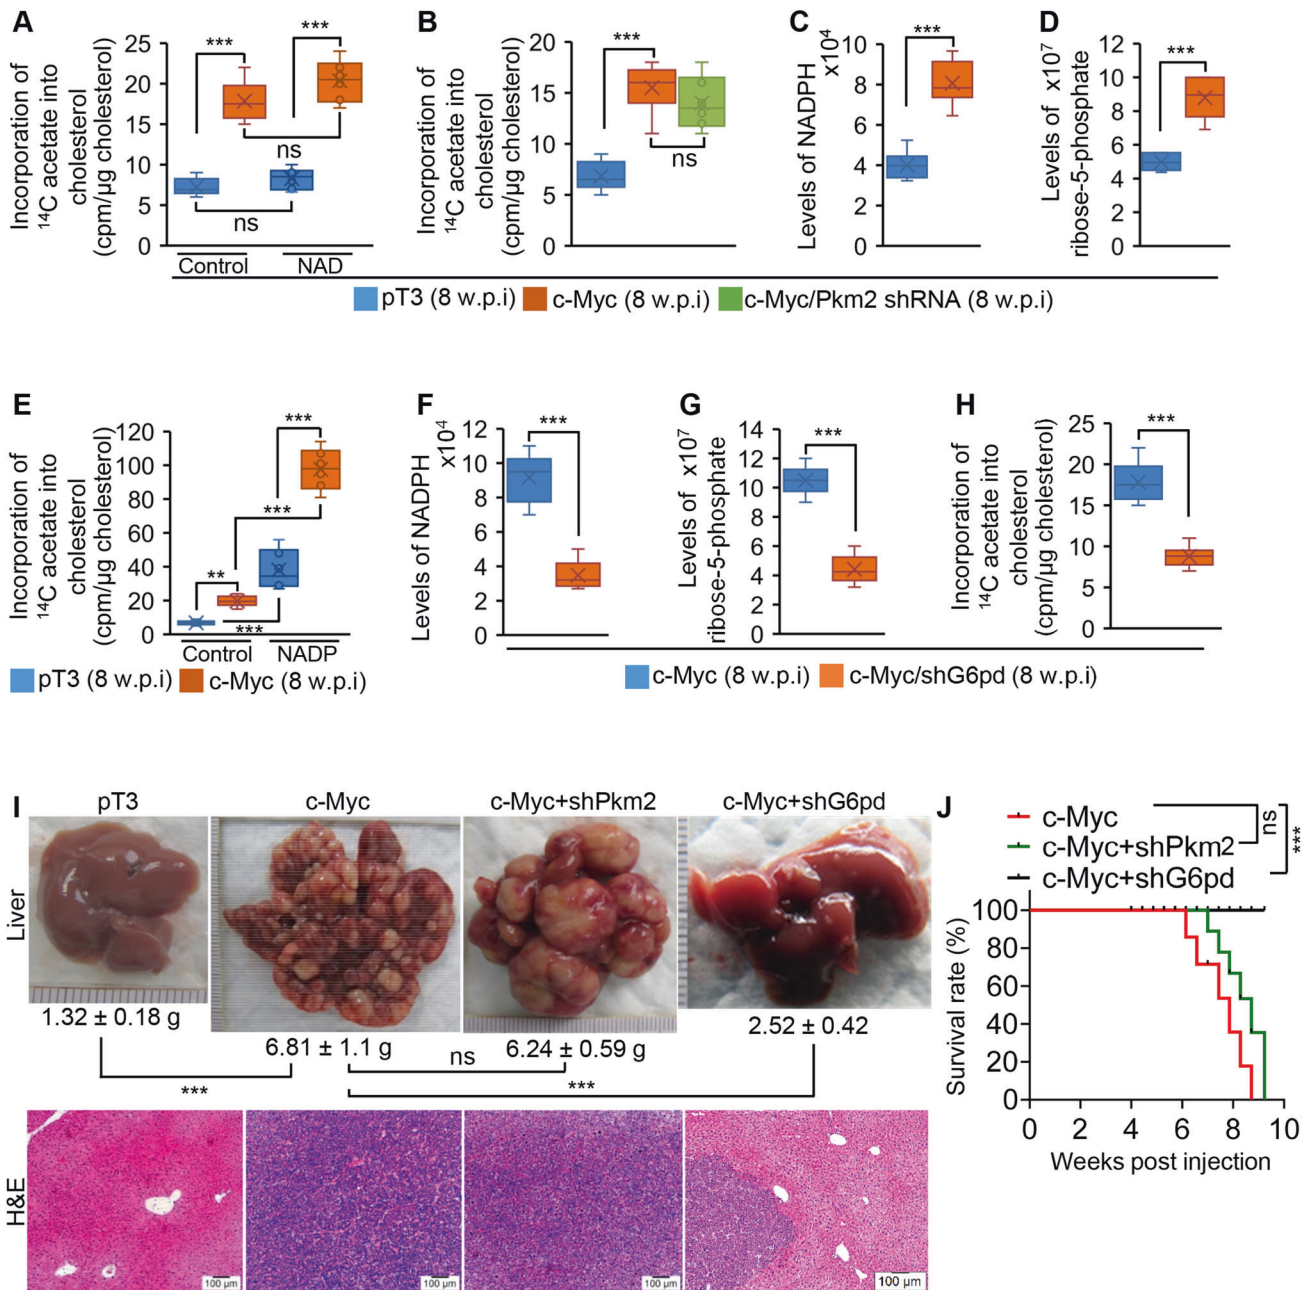 A
Incorporation of
14C acetate into
cholesterol
(cpm/µg cholesterol)
25
20
15
10
5
0
***
***
ns
ns
Control
NAD
B
Incorporation of
14C acetate into
cholesterol
(cpm/µg cholesterol)
20
15
10
5
0
***
ns
C
Levels of NADPH
x10⁴
10
8
6
4
2
0
***
D
Levels of x10⁷
ribose-5-phosphate
12
10
8
6
4
2
0
***
pT3 (8 w.p.i)
c-Myc (8 w.p.i)
c-Myc/Pkm2 shRNA (8 w.p.i)
E
Incorporation of
14C acetate into
cholesterol
(cpm/µg cholesterol)
120
100
80
60
40
20
0
***
***
**
***
Control
NADP
pT3 (8 w.p.i)
c-Myc (8 w.p.i)
F
Levels of NADPH
x10⁴
12
10
8
6
4
2
0
***
G
Levels of x10⁷
ribose-5-phosphate
14
12
10
8
6
4
2
0
***
H
Incorporation of
14C acetate into
cholesterol
(cpm/µg cholesterol)
25
20
15
10
5
0
***
c-Myc (8 w.p.i)
c-Myc/shG6pd (8 w.p.i)
I
pT3
c-Myc
c-Myc+shPkm2
c-Myc+shG6pd
Liver
1.32 ± 0.18 g
6.81 ± 1.1 g
6.24 ± 0.59 g
2.52 ± 0.42
***
ns
***
H&E
100 µm
100 µm
100 µm
100 µm
J
c-Myc
c-Myc+shPkm2
c-Myc+shG6pd
ns
***
Survival rate (%)
100
80
60
40
20
0
0 2 4 6 8 10
Weeks post injection